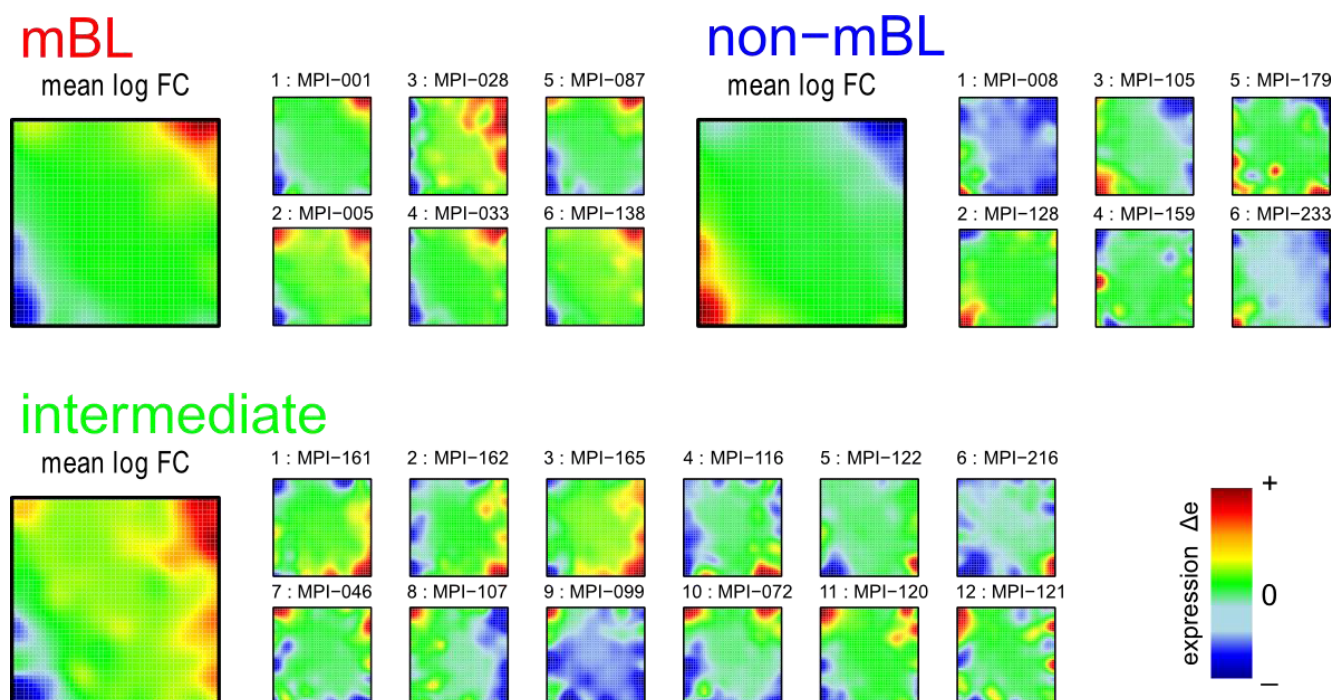 mBL
mean log FC
1 : MPI−001
3 : MPI−028
5 : MPI−087
2 : MPI−005
4 : MPI−033
6 : MPI−138
non−mBL
mean log FC
1 : MPI−008
3 : MPI−105
5 : MPI−179
2 : MPI−128
4 : MPI−159
6 : MPI−233
intermediate
mean log FC
1 : MPI−161
2 : MPI−162
3 : MPI−165
4 : MPI−116
5 : MPI−122
6 : MPI−216
7 : MPI−046
8 : MPI−107
9 : MPI−099
10 : MPI−072
11 : MPI−120
12 : MPI−121
expression Δe
+
0
−